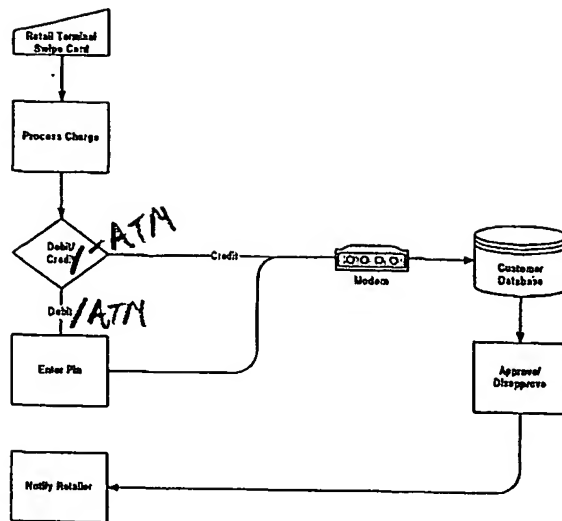 Retail Terminal
Swipe Card
Process Charge
Debit/
Credit
/ ATM
Credit
Modem
Customer
Database
Debit
/ATM
Enter Pin
Approve/
Disapprove
Notify Retailer